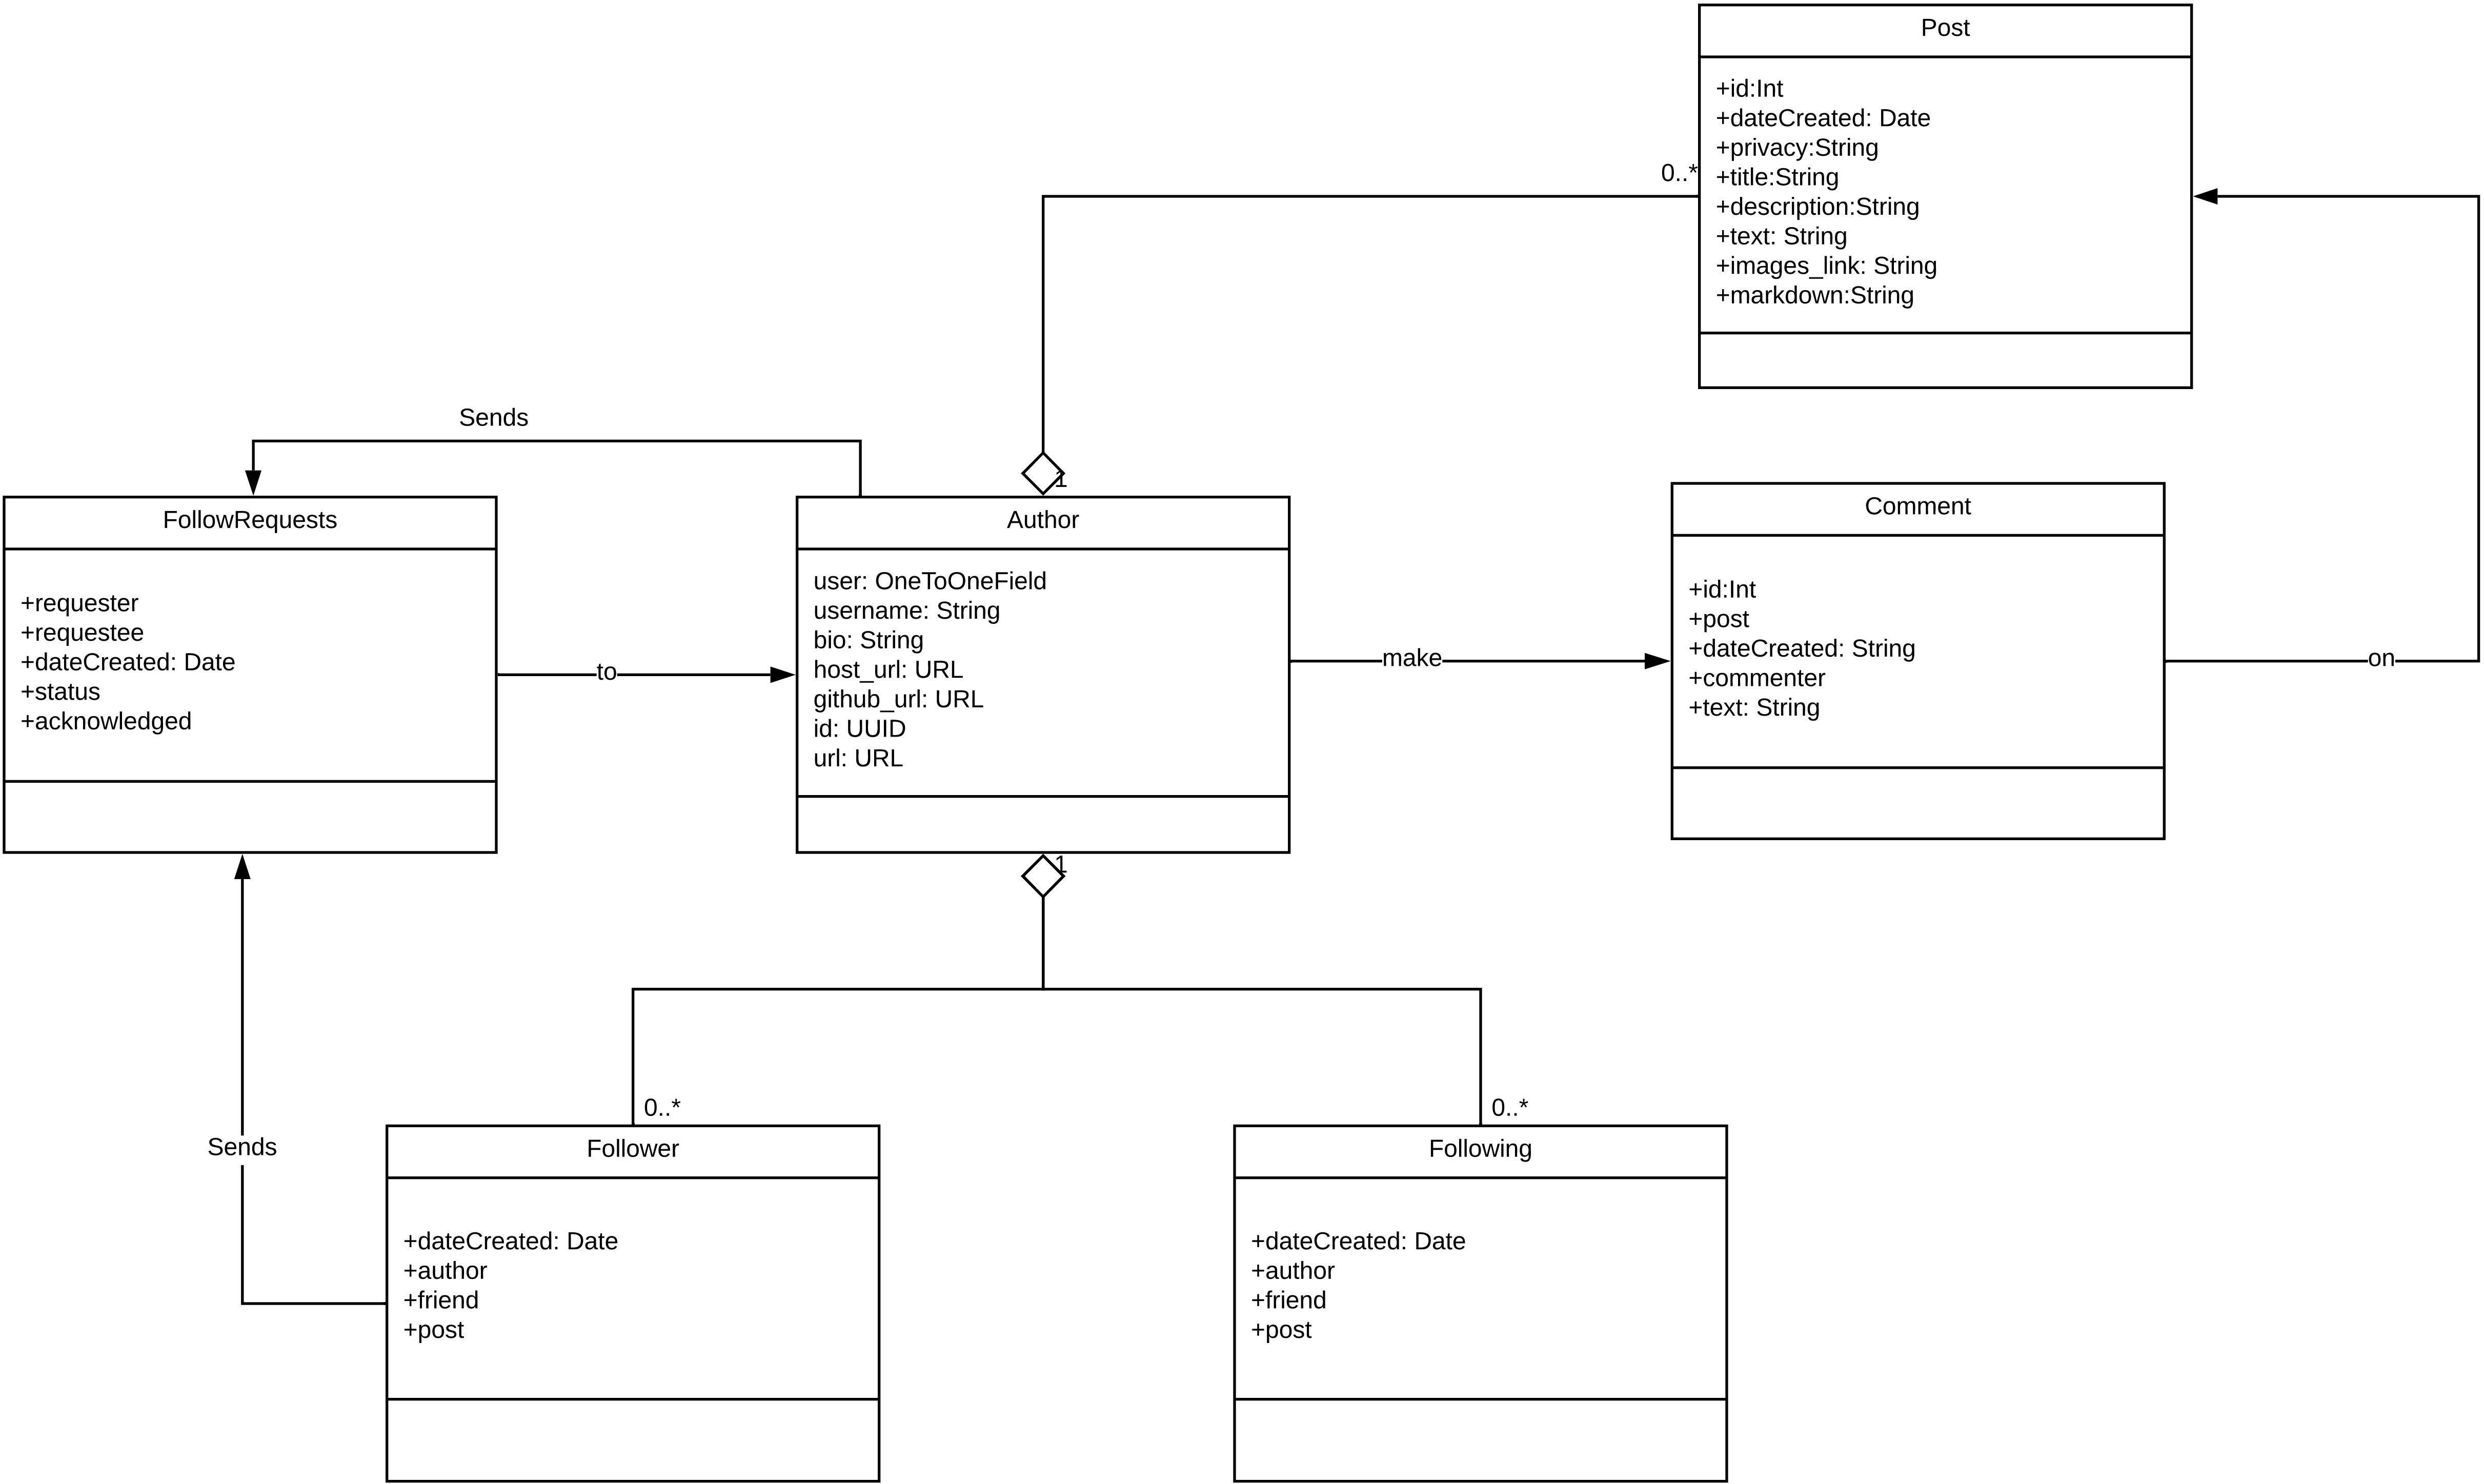 Post
+id:Int
+dateCreated: Date
+privacy:String
+title:String
+description:String
+text: String
+images_link: String
+markdown:String
0..*
Sends
1
FollowRequests
+requester
+requestee
+dateCreated: Date
+status
+acknowledged
to
Author
user: OneToOneField
username: String
bio: String
host_url: URL
github_url: URL
id: UUID
url: URL
make
Comment
+id:Int
+post
+dateCreated: String
+commenter
+text: String
on
1
0..*
0..*
Sends
Follower
+dateCreated: Date
+author
+friend
+post
Following
+dateCreated: Date
+author
+friend
+post